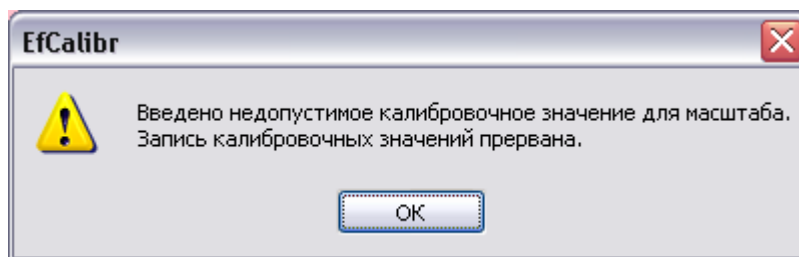 EfCalibr
Введено недопустимое калибровочное значение для масштаба.
Запись калибровочных значений прервана.
OK